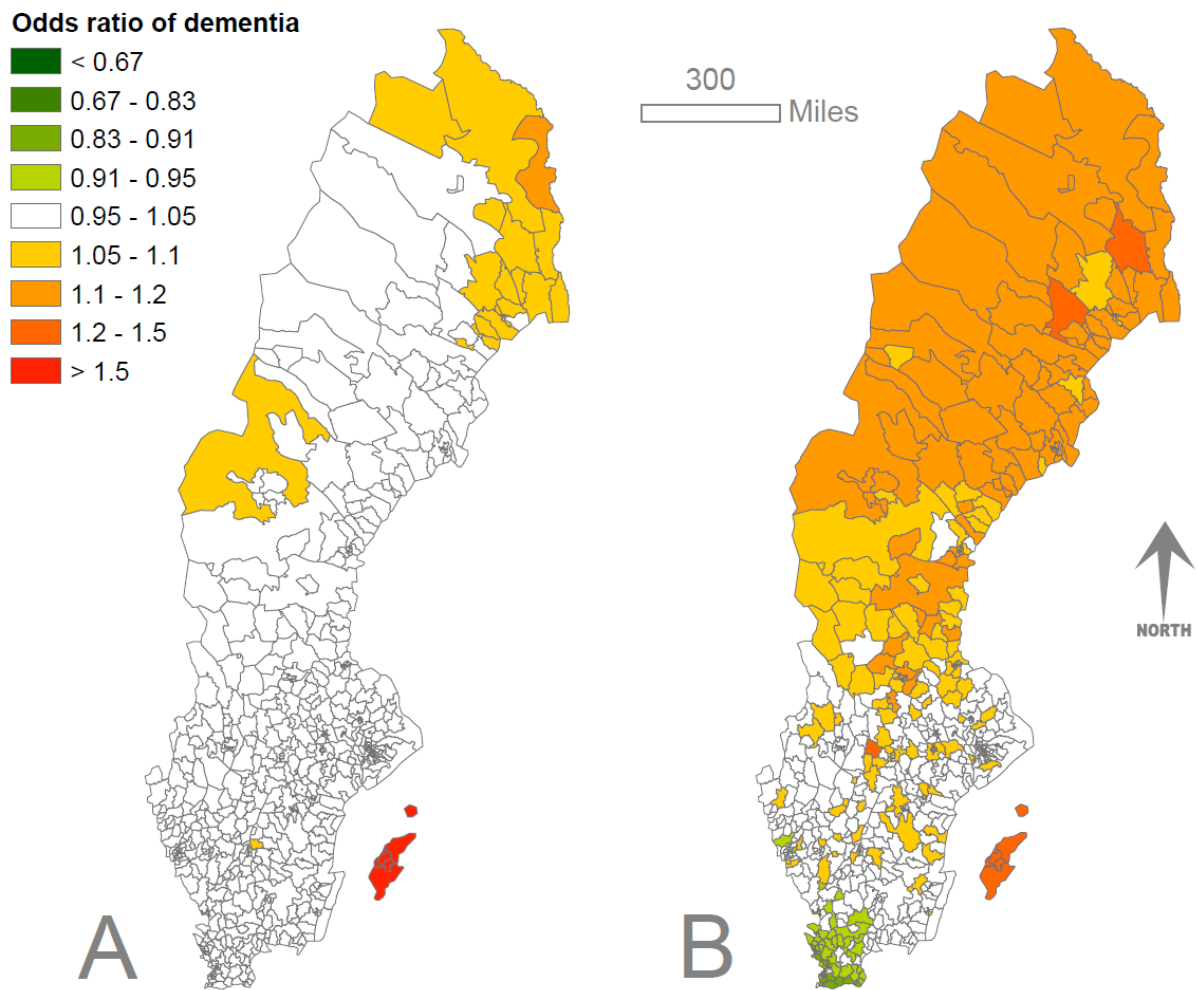 Odds ratio of dementia
< 0.67
0.67 - 0.83
0.83 - 0.91
0.91 - 0.95
0.95 - 1.05
1.05 - 1.1
1.1 - 1.2
1.2 - 1.5
> 1.5
300
Miles
NORTH
A
B